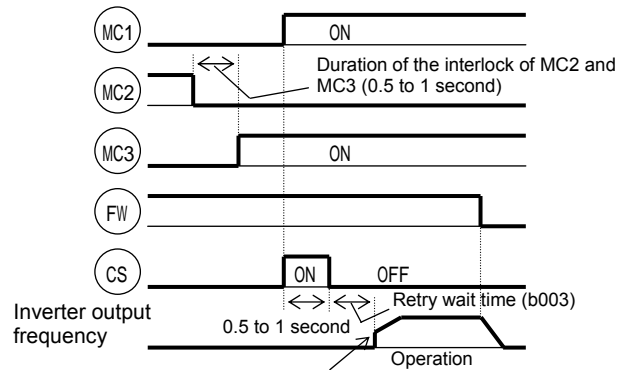 MC1
ON
Duration of the interlock of MC2 and
MC3 (0.5 to 1 second)
MC2
MC3
ON
FW
CS
ON
OFF
Retry wait time (b003)
Inverter output
frequency
0.5 to 1 second
Operation